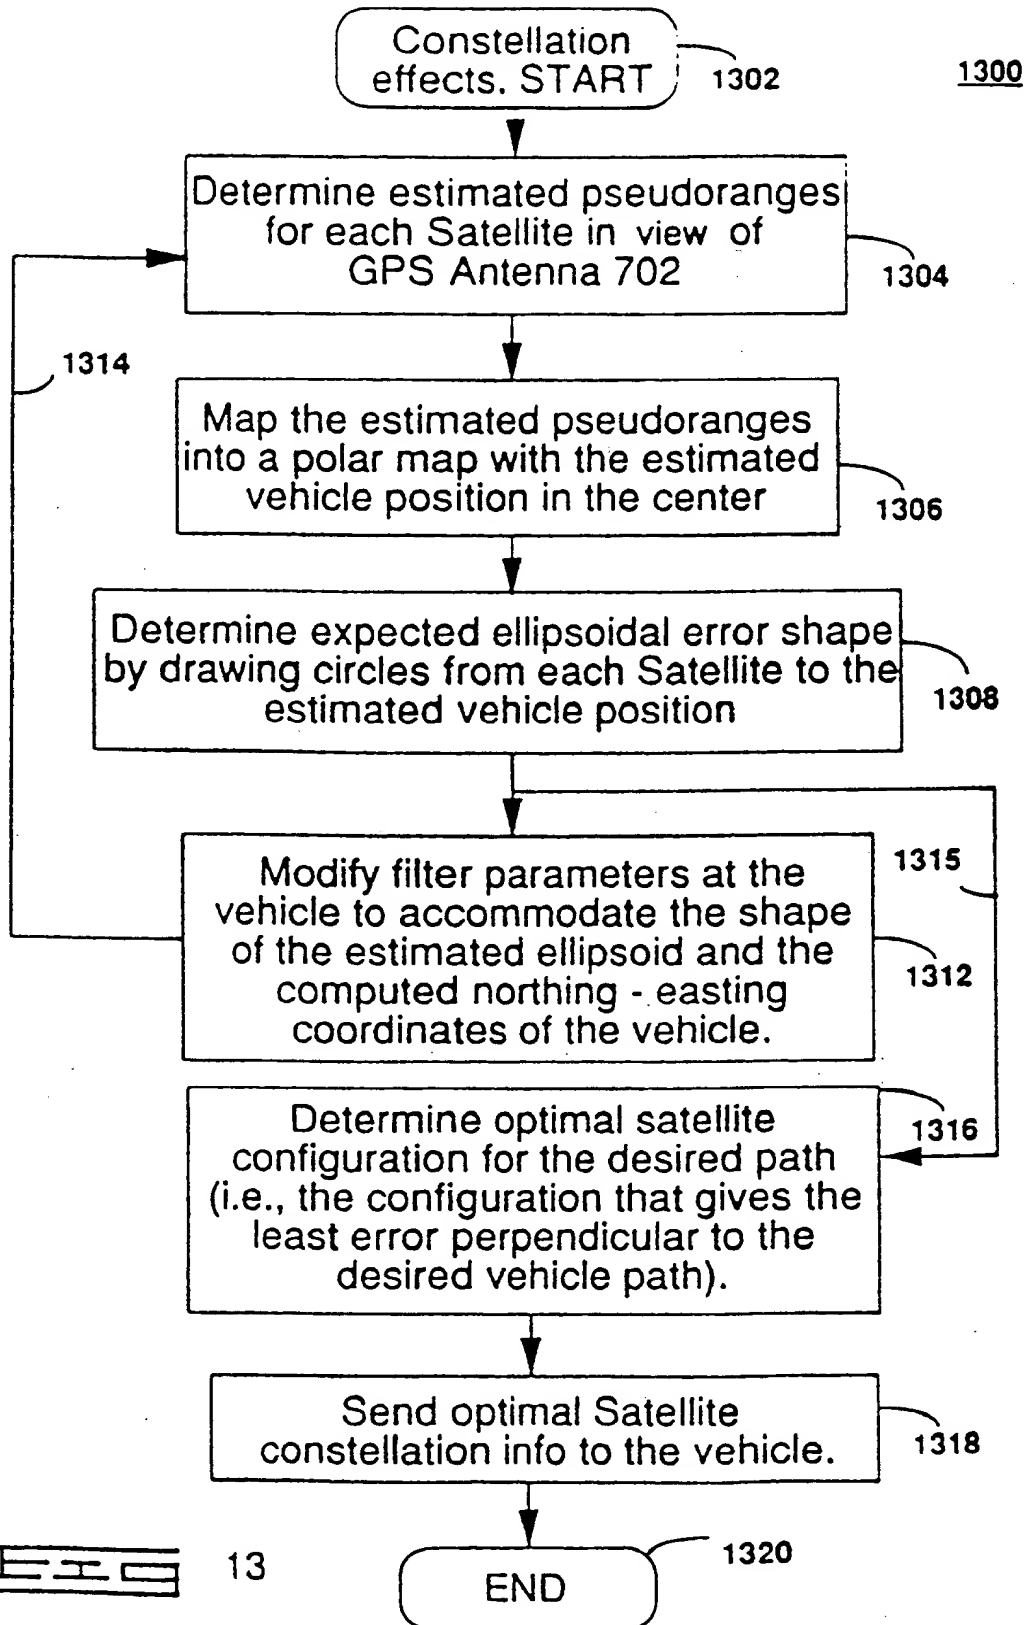 Constellation
effects. START
1302
1300
Determine estimated pseudoranges
for each Satellite in view of
GPS Antenna 702
1304
1314
Map the estimated pseudoranges
into a polar map with the estimated
vehicle position in the center
1306
Determine expected ellipsoidal error shape
by drawing circles from each Satellite to the
estimated vehicle position
1308
Modify filter parameters at the
vehicle to accommodate the shape
of the estimated ellipsoid and the
computed northing - easting
coordinates of the vehicle.
1315
1312
Determine optimal satellite
configuration for the desired path
(i.e., the configuration that gives the
least error perpendicular to the
desired vehicle path).
1316
Send optimal Satellite
constellation info to the vehicle.
1318
FIG 13
END
1320